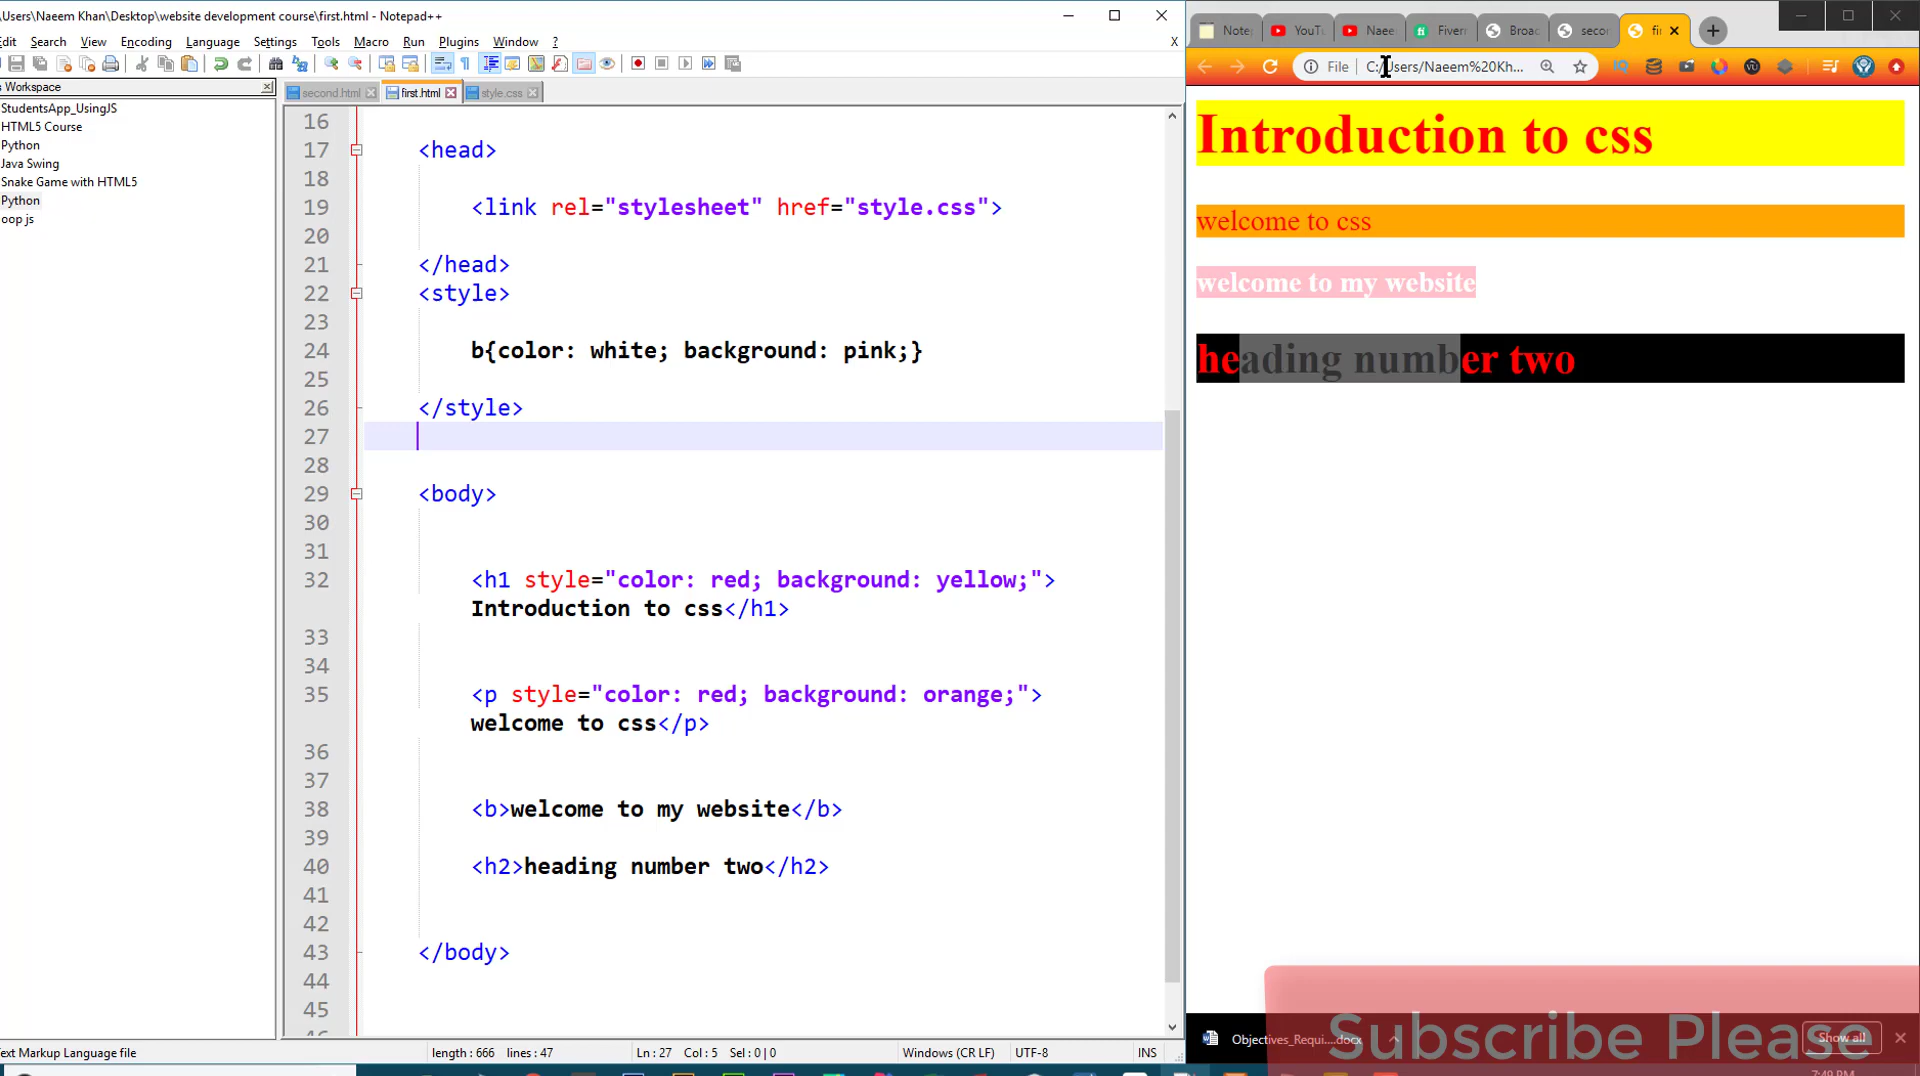 \Users\Naeem Khan\Desktop\website development course\first.html - Notepad++
Search View Encoding Language Settings Tools Macro Run Plugins Window ? X
Workspace
StudentsApp_UsingJS
HTML5 Course
Python
Java Swing
Snake Game with HTML5
Python
oop js
second.html first.html style.css
16
17 <head>
18
19 <link rel="stylesheet" href="style.css">
20
21 </head>
22 <style>
23
24 b{color: white; background: pink;}
25
26 </style>
27
28
29 <body>
30
31
32 <h1 style="color: red; background: yellow;">
Introduction to css</h1>
33
34
35 <p style="color: red; background: orange;">
welcome to css</p>
36
37
38 <b>welcome to my website</b>
39
40 <h2>heading number two</h2>
41
42
43 </body>
44
45
length : 666 lines : 47 Ln : 27 Col : 5 Sel : 0 | 0 Windows (CR LF) UTF-8 INS
File C:/Users/Naeem%20Kh...
Introduction to css
welcome to css
welcome to my website
heading number two
Objectives_Requi....docx
Show all
Subscribe Please